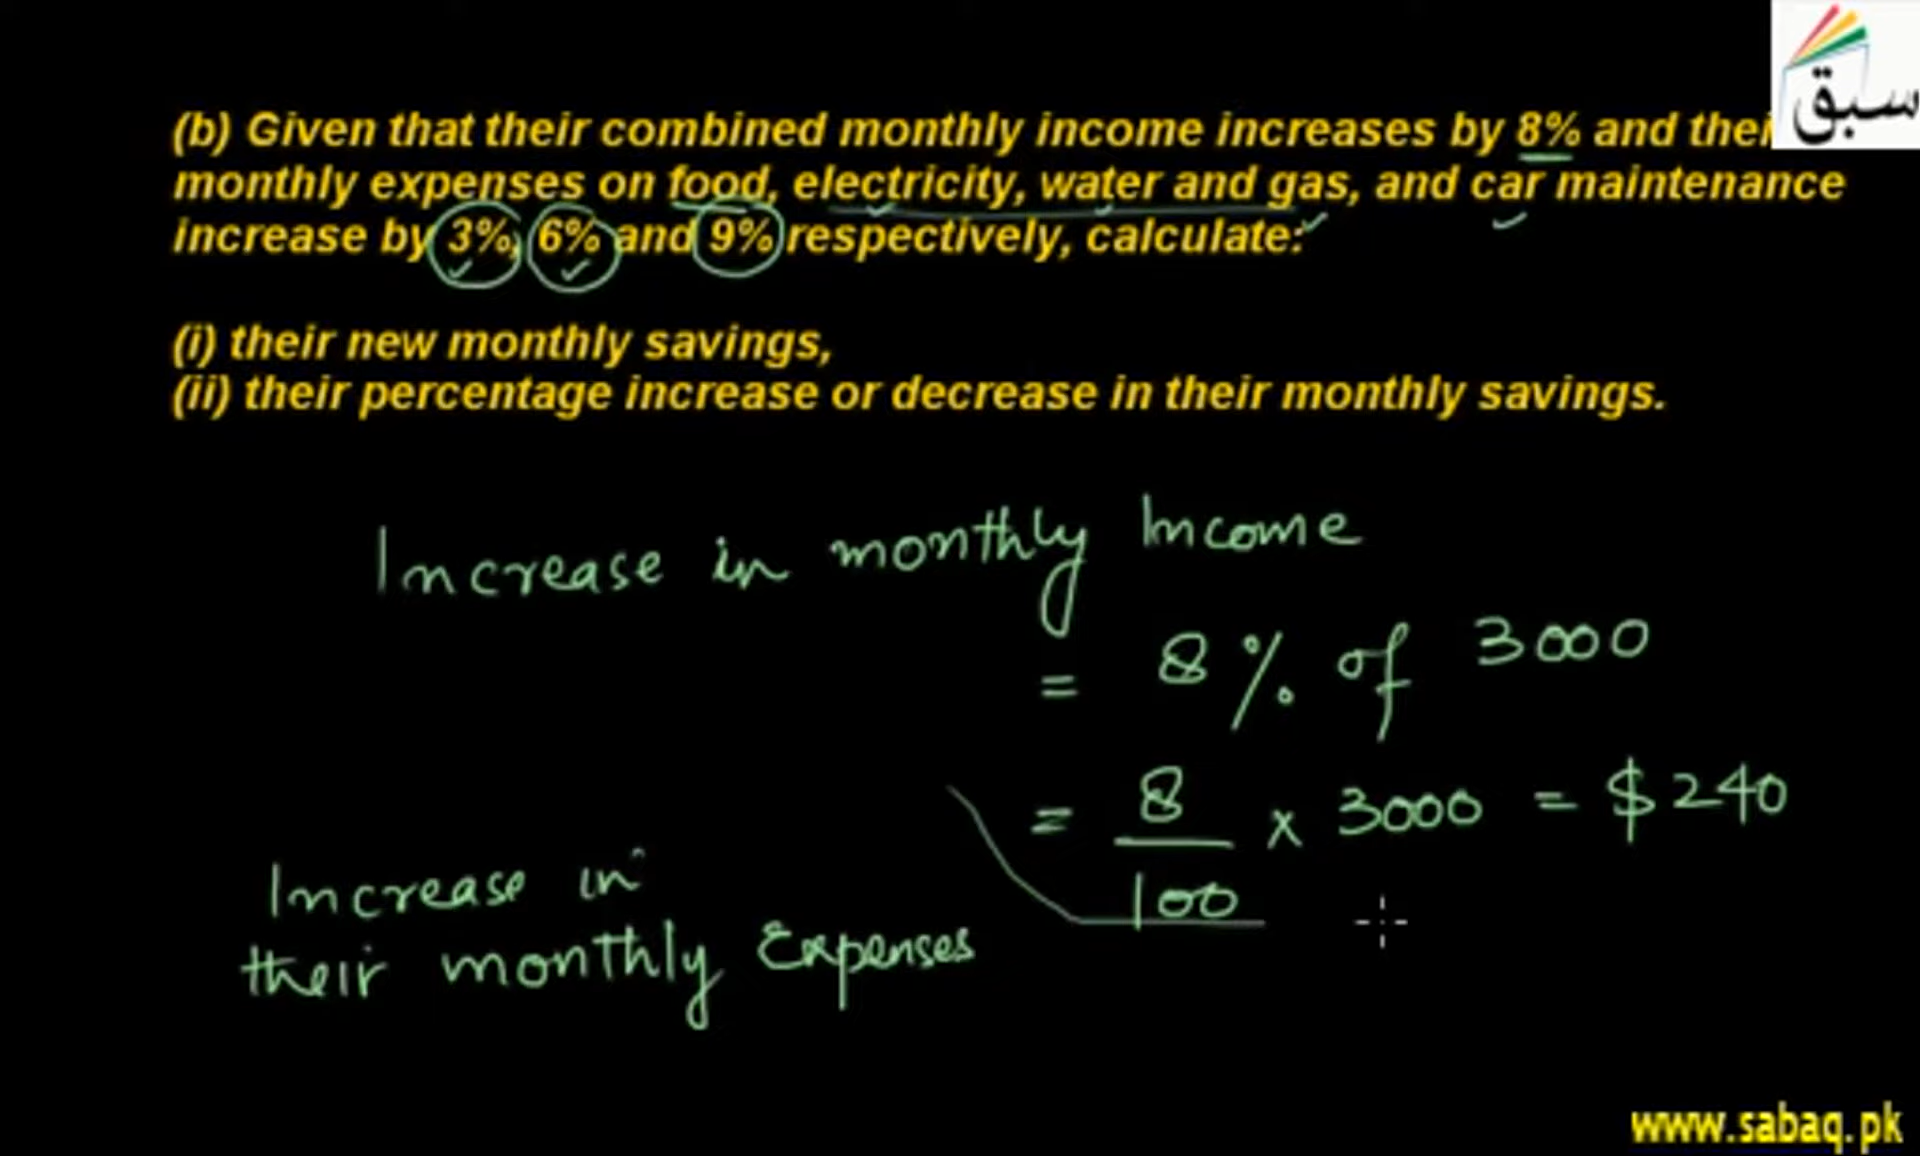 سبق
(b) Given that their combined monthly income increases by 8% and thei
monthly expenses on food, electricity, water and gas, and car maintenance
increase by 3%, 6% and 9% respectively, calculate:
(i) their new monthly savings,
(ii) their percentage increase or decrease in their monthly savings.
Increase in monthly Income
= 8% of 3000
= 8/100 x 3000 = $240
Increase in
their monthly Expenses
www.sabaq.pk